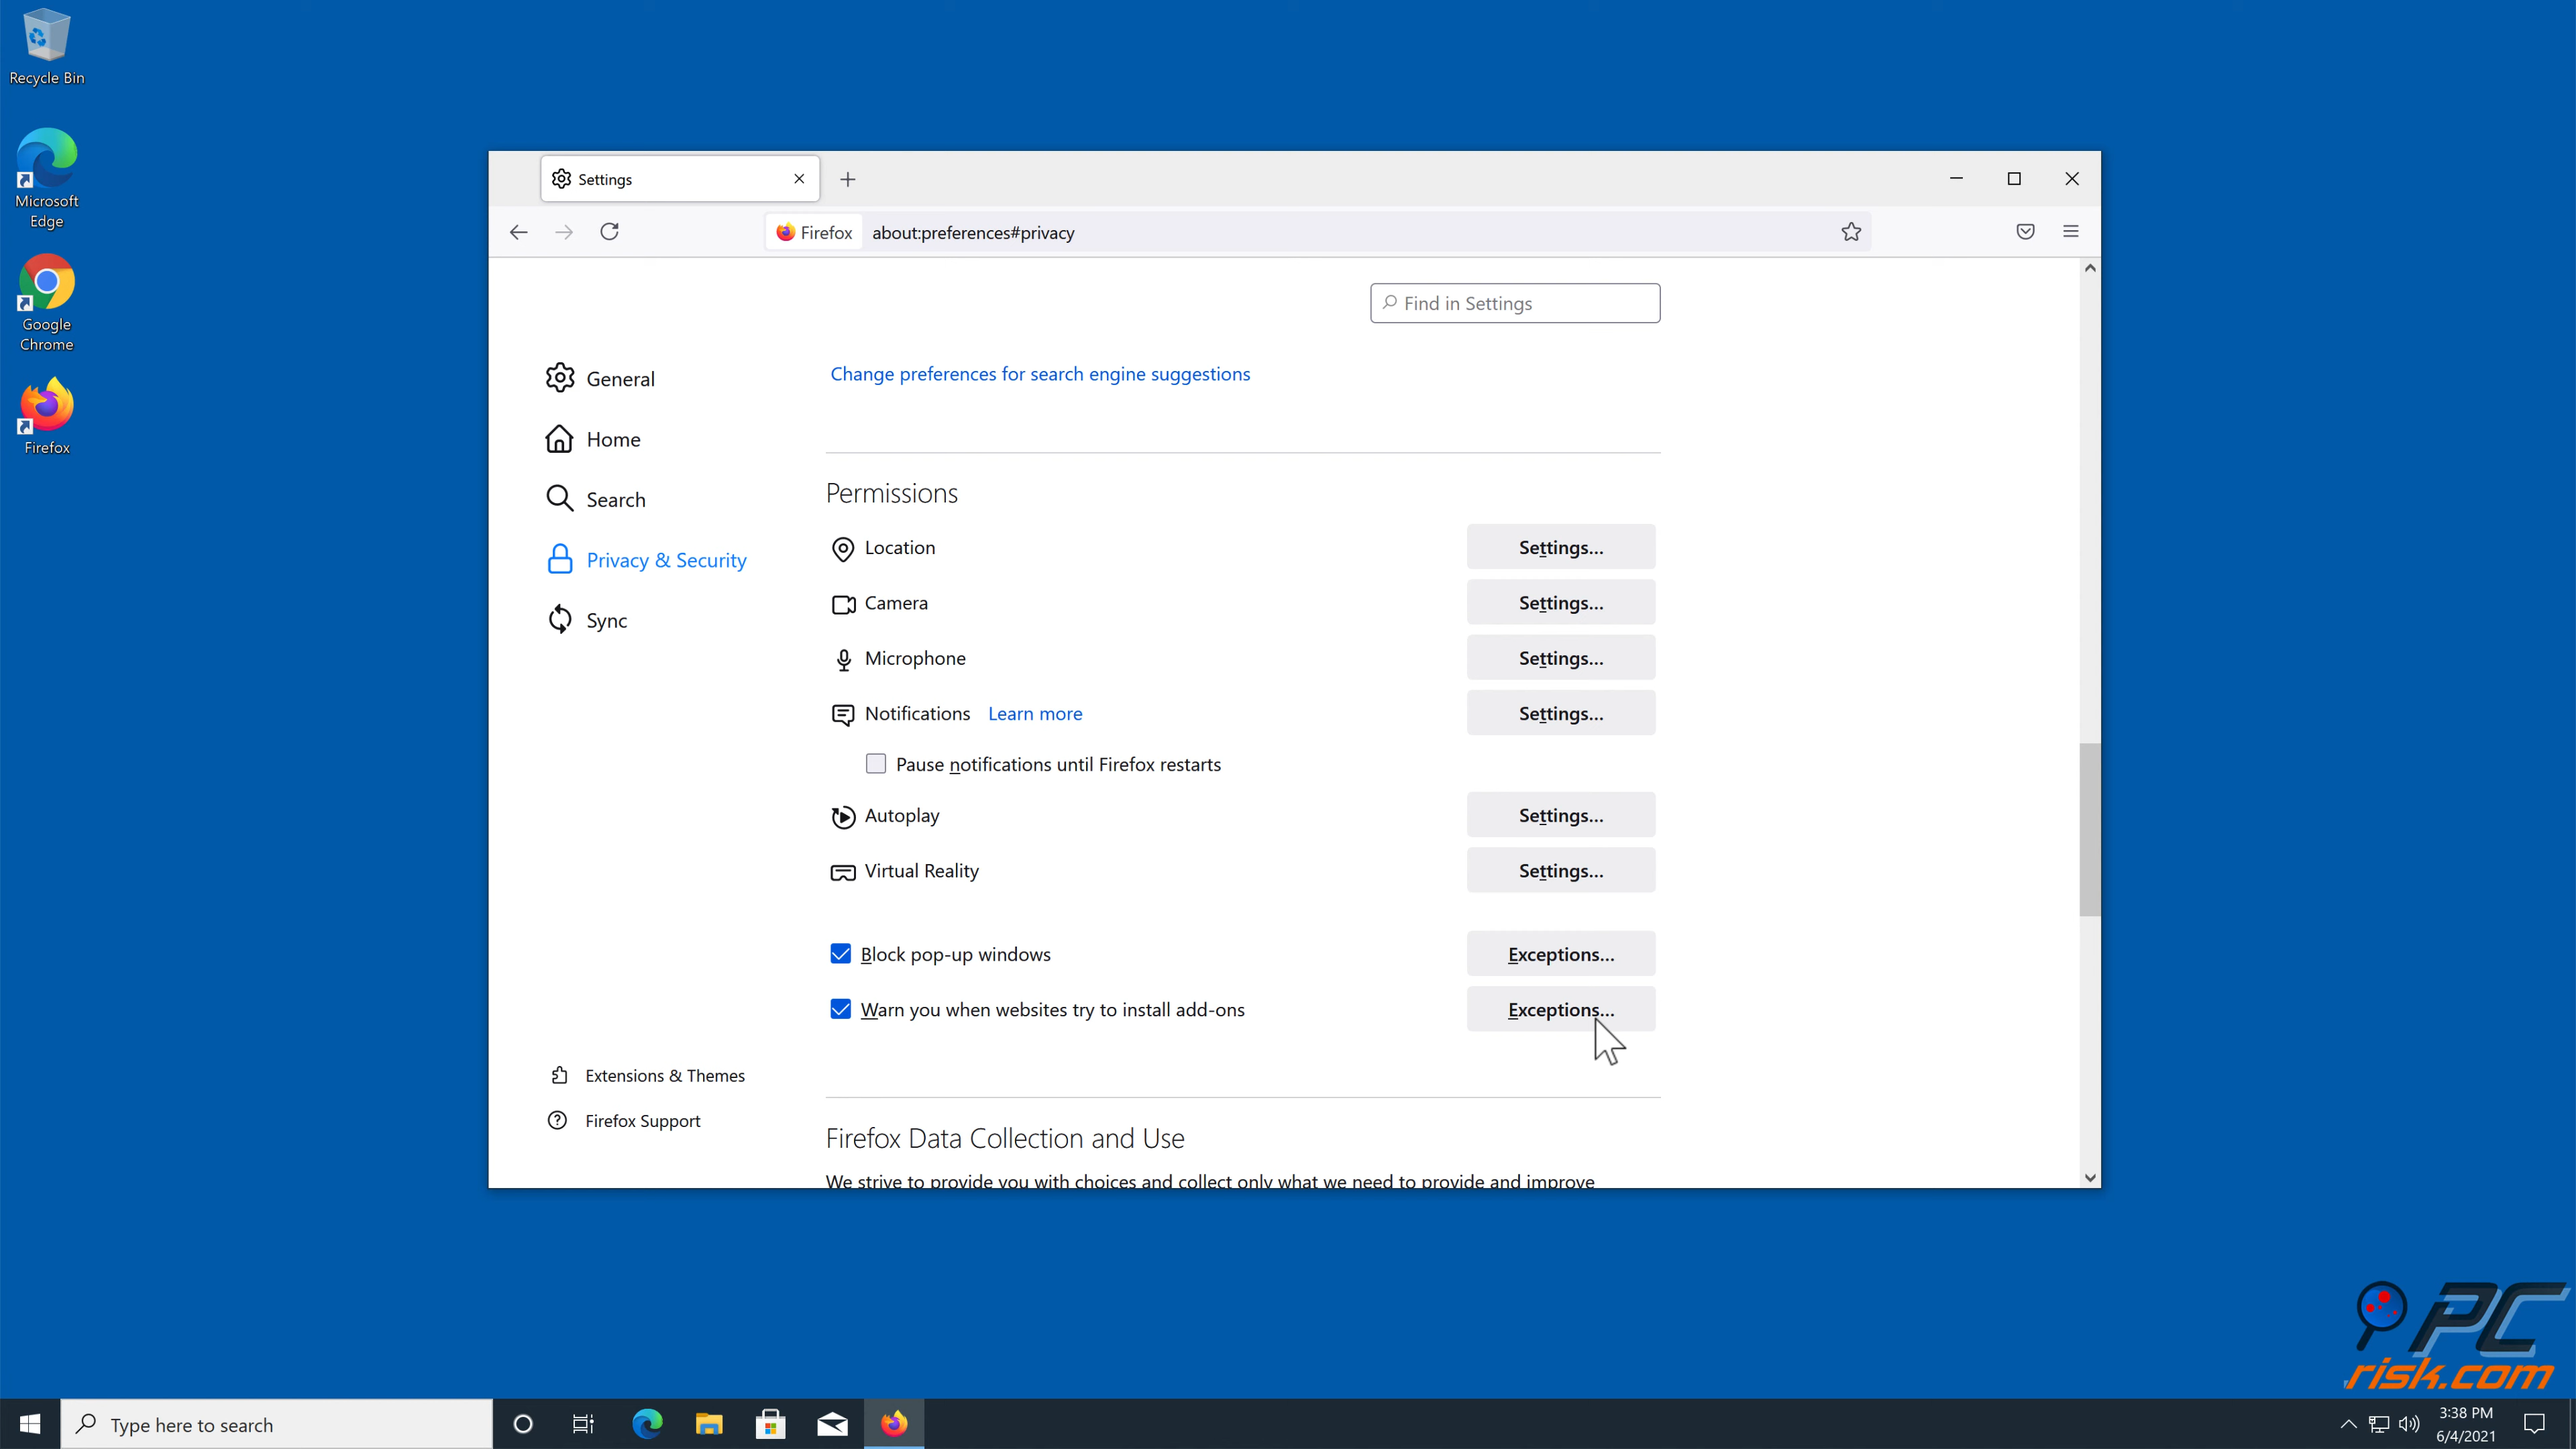 Recycle Bin
Microsoft
Edge
Google
Chrome
Firefox
Settings
Firefox about:preferences#privacy
Find in Settings
General
Home
Search
Privacy & Security
Sync
Extensions & Themes
Firefox Support
Change preferences for search engine suggestions
Permissions
Location Settings...
Camera Settings...
Microphone Settings...
Notifications Learn more Settings...
Pause notifications until Firefox restarts
Autoplay Settings...
Virtual Reality Settings...
Block pop-up windows Exceptions...
Warn you when websites try to install add-ons Exceptions...
Firefox Data Collection and Use
We strive to provide you with choices and collect only what we need to provide and improve
PC
risk.com
Type here to search
3:38 PM
6/4/2021